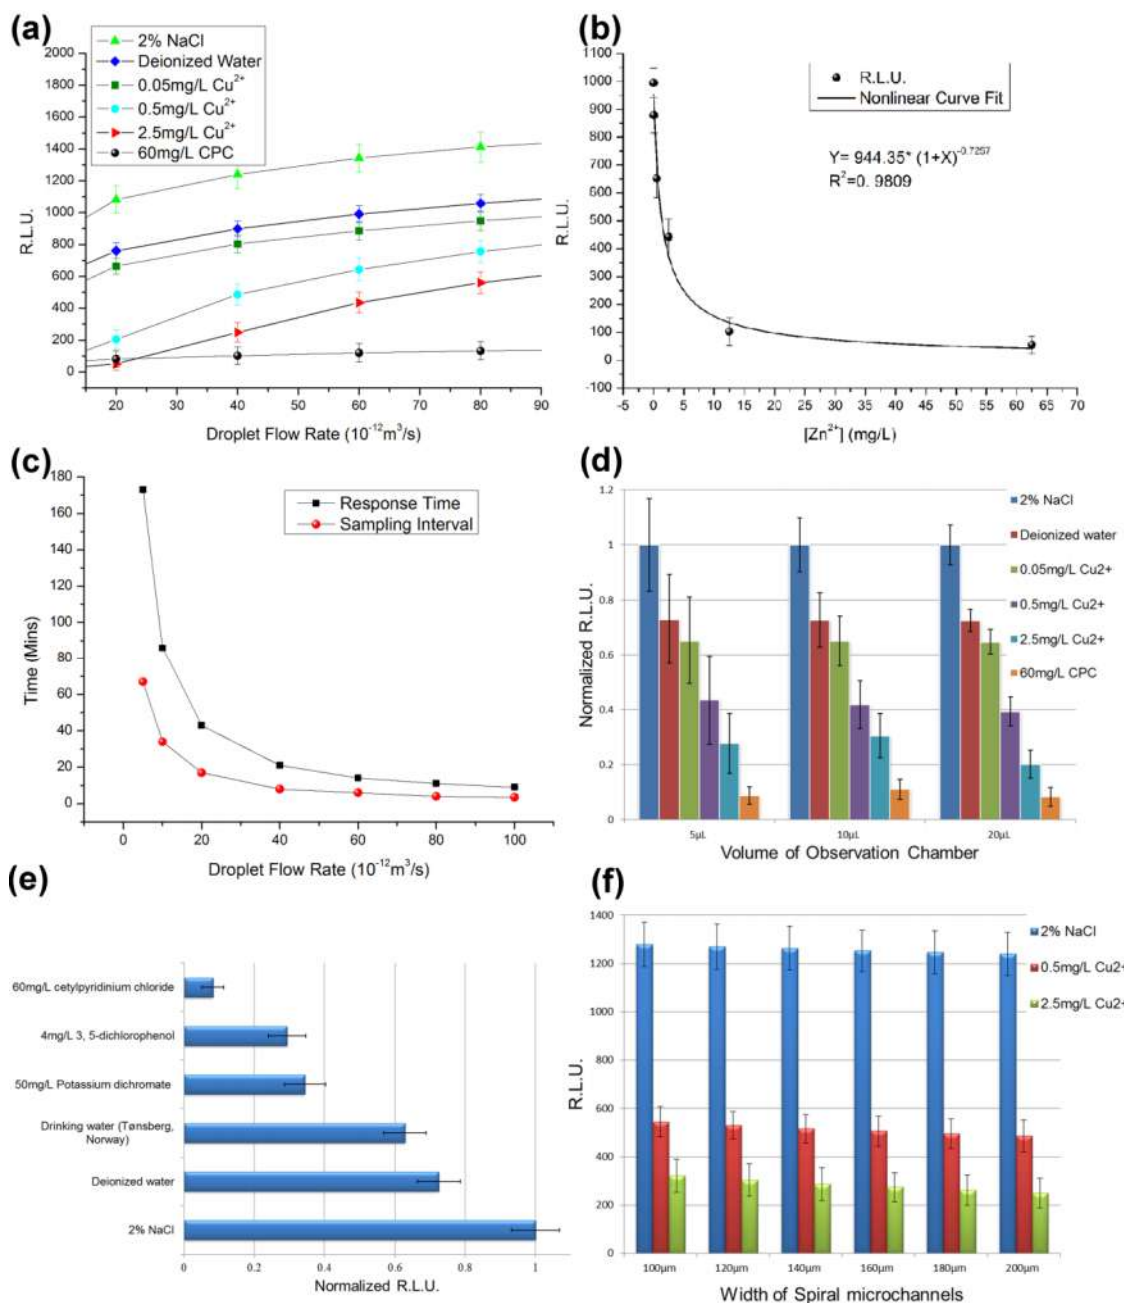 (a)
2% NaCl
Deionized Water
0.05mg/L Cu²⁺
0.5mg/L Cu²⁺
2.5mg/L Cu²⁺
60mg/L CPC
2000
1800
1600
1400
1200
1000
800
600
400
200
0
R.L.U.
20 30 40 50 60 70 80 90
Droplet Flow Rate (10⁻¹²m³/s)
(b)
1100
1000
900
800
700
600
500
400
300
200
100
0
-100
R.L.U.
R.L.U.
Nonlinear Curve Fit
Y= 944.35* (1+X)⁻⁰·⁷²⁵⁷
R²=0.9809
-5 0 5 10 15 20 25 30 35 40 45 50 55 60 65 70
[Zn²⁺] (mg/L)
(c)
180
160
140
120
100
80
60
40
20
0
Time (Mins)
Response Time
Sampling Interval
0 20 40 60 80 100
Droplet Flow Rate (10⁻¹²m³/s)
(d)
1.2
1
0.8
0.6
0.4
0.2
0
Normalized R.L.U.
2% NaCl
Deionized water
0.05mg/L Cu2+
0.5mg/L Cu2+
2.5mg/L Cu2+
60mg/L CPC
5μL 10μL 20μL
Volume of Observation Chamber
(e)
60mg/L cetylpyridinium chloride
4mg/L 3, 5-dichlorophenol
50mg/L Potassium dichromate
Drinking water (Tønsberg,
Norway)
Deionized water
2% NaCl
0 0.2 0.4 0.6 0.8 1
Normalized R.L.U.
(f)
1400
1200
1000
800
600
400
200
0
R.L.U.
2% NaCl
0.5mg/L Cu2+
2.5mg/L Cu2+
100μm 120μm 140μm 160μm 180μm 200μm
Width of Spiral microchannels